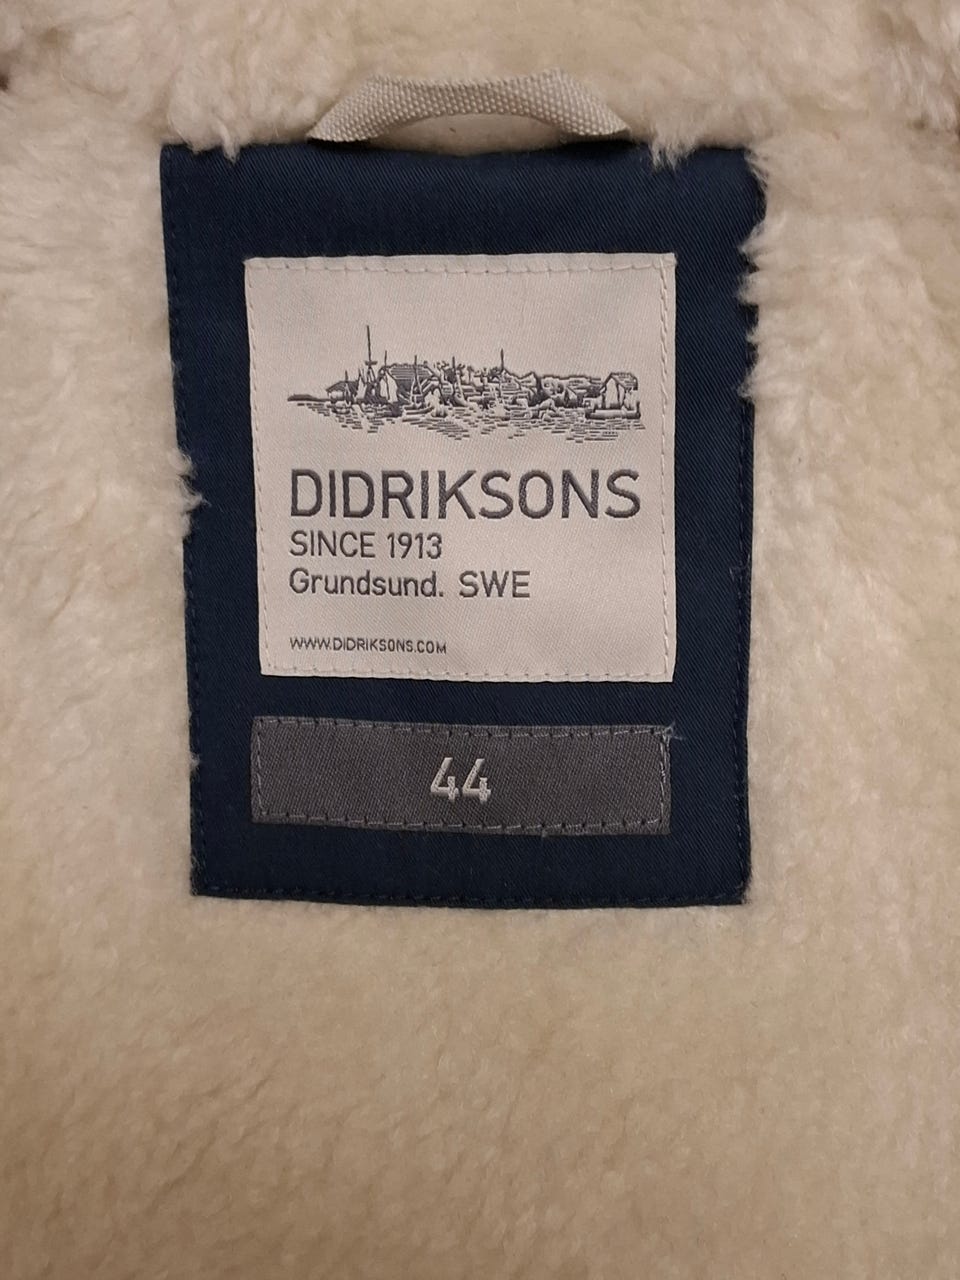 DIDRIKSONS
SINCE 1913
Grundsund. SWE
WWW.DIDRIKSONS.COM
44